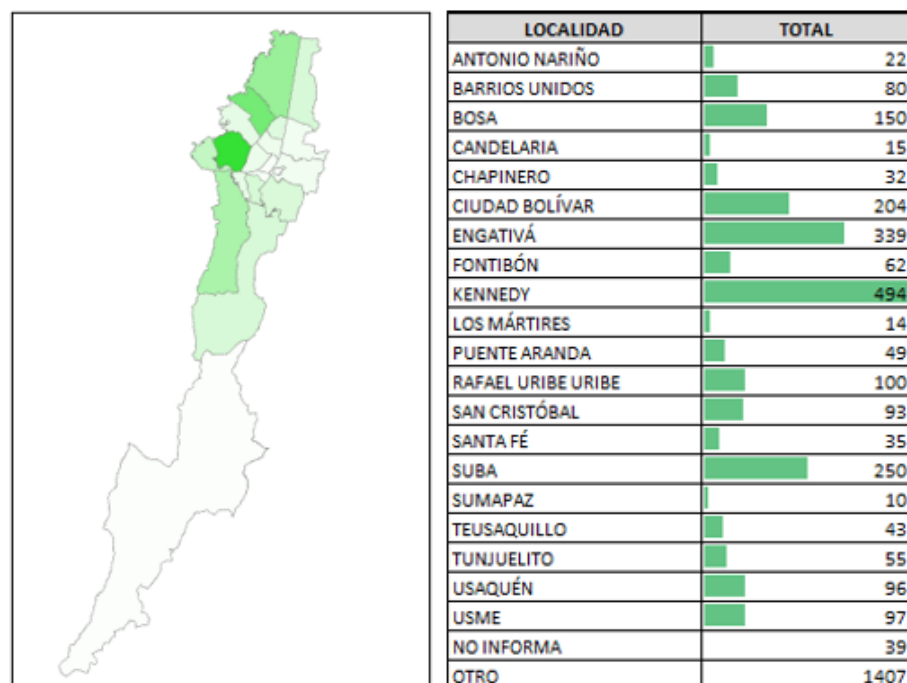 LOCALIDAD TOTAL
ANTONIO NARIÑO 22
BARRIOS UNIDOS 80
BOSA 150
CANDELARIA 15
CHAPINERO 32
CIUDAD BOLÍVAR 204
ENGATIVÁ 339
FONTIBÓN 62
KENNEDY 494
LOS MÁRTIRES 14
PUENTE ARANDA 49
RAFAEL URIBE URIBE 100
SAN CRISTÓBAL 93
SANTA FÉ 35
SUBA 250
SUMAPAZ 10
TEUSAQUILLO 43
TUNJUELITO 55
USAQUÉN 96
USME 97
NO INFORMA 39
OTRO 1407